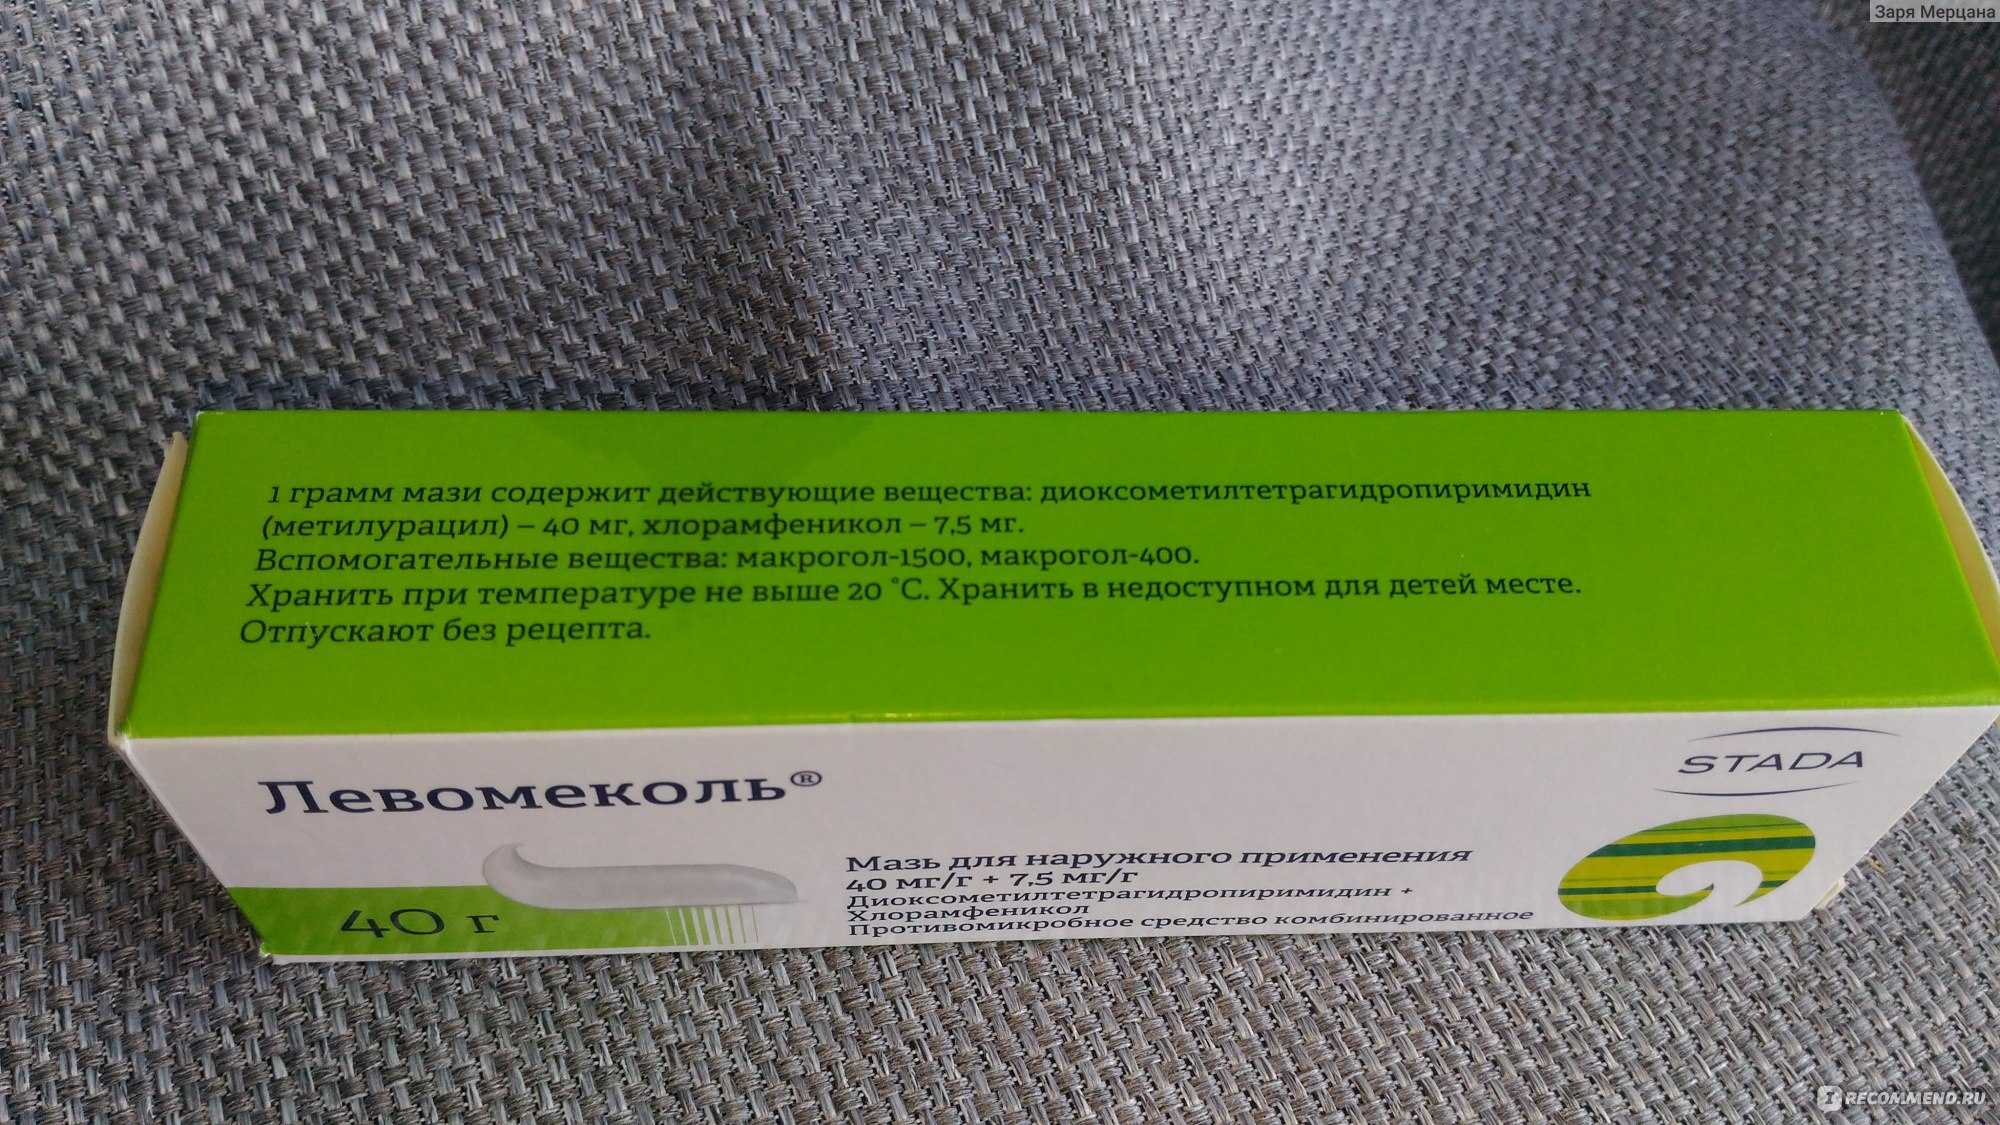 Заря Мерцана
1 грамм мази содержит действующие вещества: диоксометилтетрагидропиримидин
(метилурацил) – 40 мг, хлорамфеникол – 7,5 мг.
Вспомогательные вещества: макрогол-1500, макрогол-400.
Хранить при температуре не выше 20 °С. Хранить в недоступном для детей месте.
Отпускают без рецепта.
Левомеколь®
STADA
Мазь для наружного применения
40 мг/г + 7,5 мг/г
Диоксометилтетрагидропиримидин +
Хлорамфеникол
Противомикробное средство комбинированное
40 г
IRECOMMEND.RU